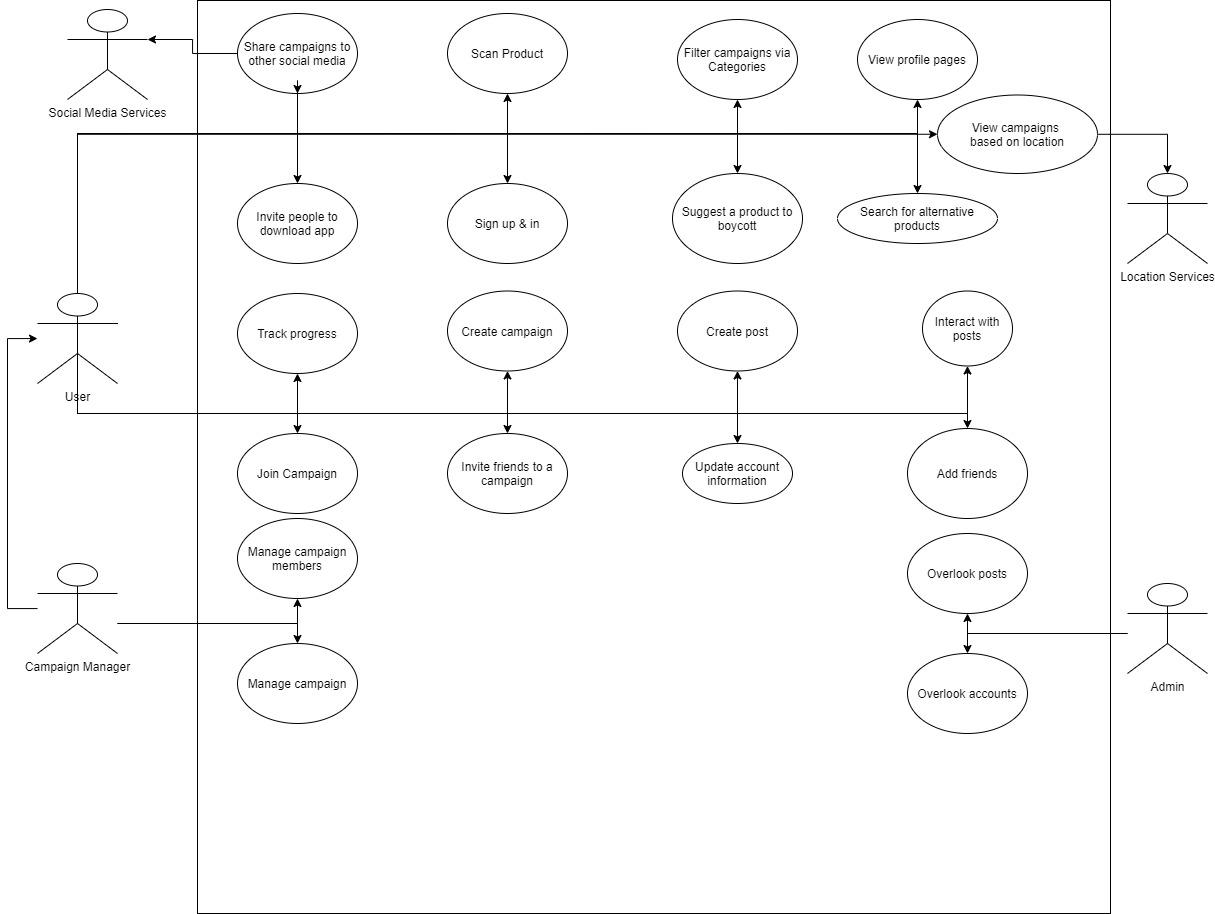 Share campaigns to
other social media
Scan Product
Filter campaigns via
Categories
View profile pages
Social Media Services
View campaigns
based on location
Invite people to
download app
Sign up & in
Suggest a product to
boycott
Search for alternative
products
Location Services
Track progress
Create campaign
Create post
Interact with
posts
User
Join Campaign
Invite friends to a
campaign
Update account
information
Add friends
Manage campaign
members
Overlook posts
Campaign Manager
Manage campaign
Overlook accounts
Admin